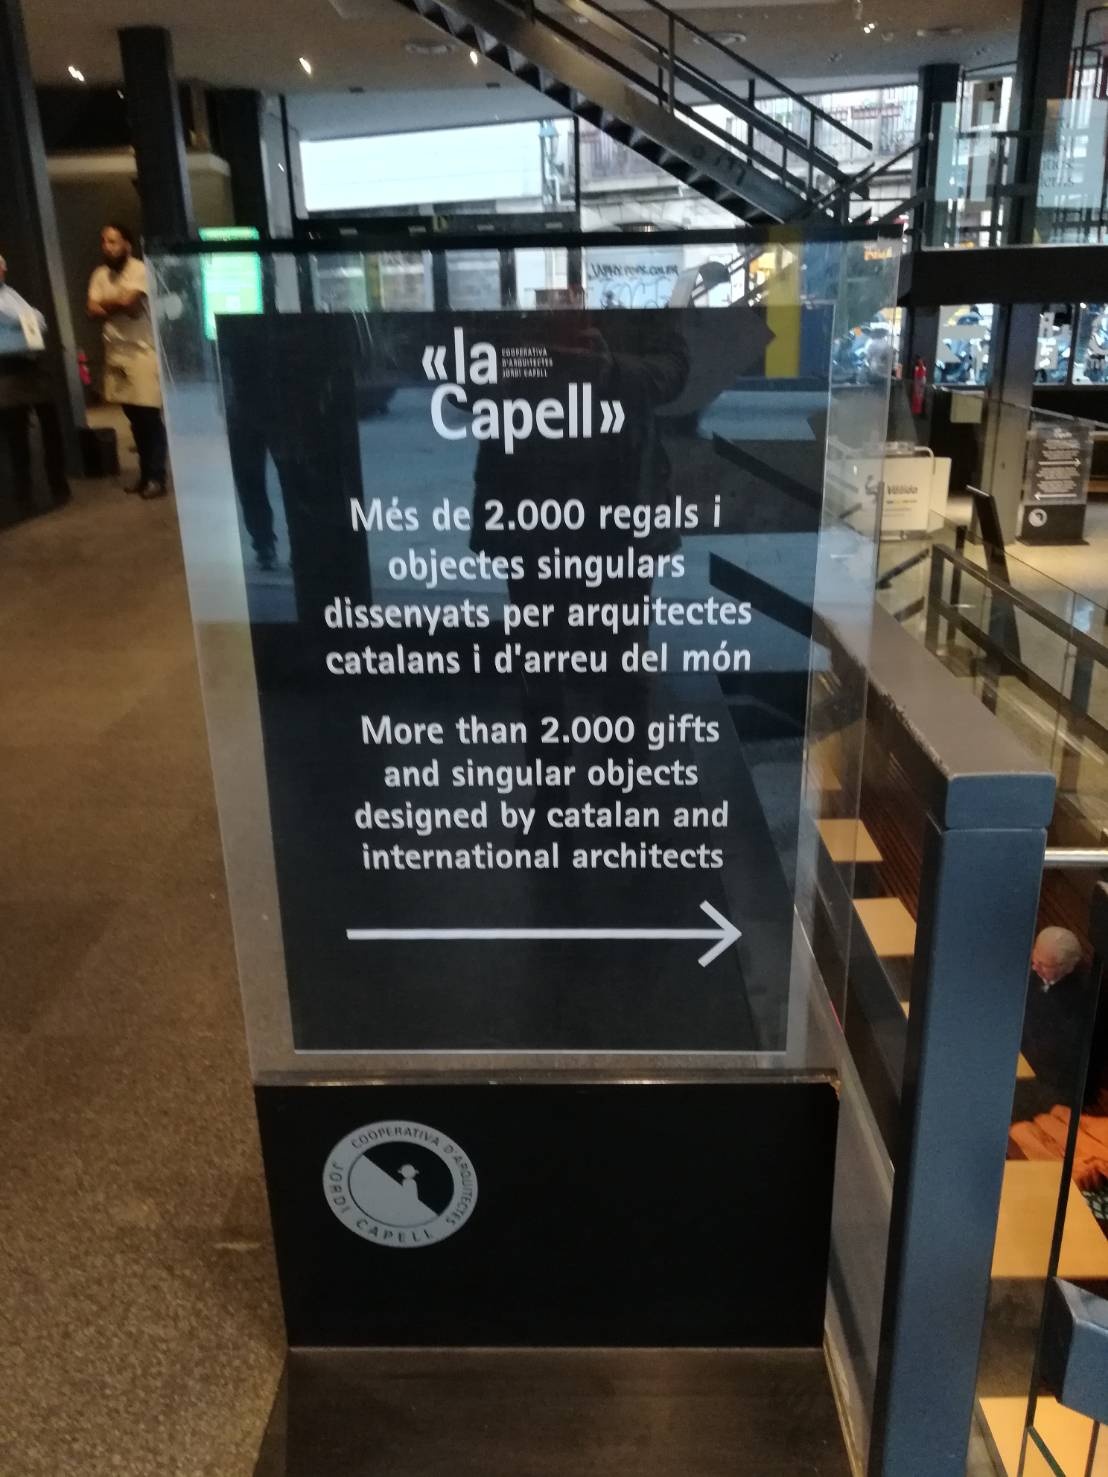 «la
COOPERATIVA
D'ARQUITECTES
JORDI CAPELL
Capell»
Més de 2.000 regals i
objectes singulars
dissenyats per arquitectes
catalans i d'arreu del món
More than 2.000 gifts
and singular objects
designed by catalan and
international architects
COOPERATIVA D'ARQUITECTES
JORDI CAPELL